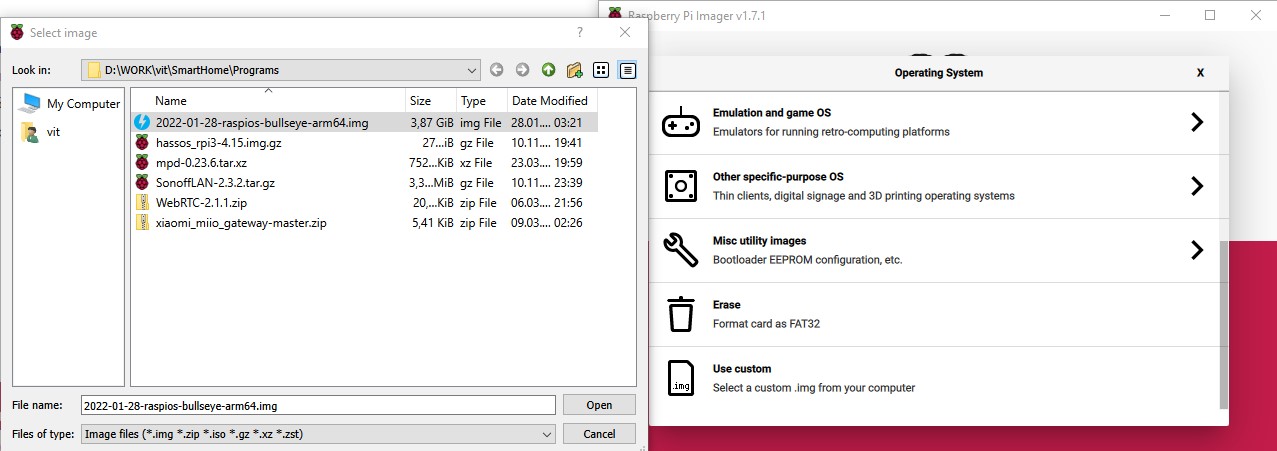 Select image
?
Look in:
D:\WORK\vit\SmartHome\Programs
My Computer
vit
Name Size Type Date Modified
2022-01-28-raspios-bullseye-arm64.img 3,87 GiB img File 28.01.... 03:21
hassos_rpi3-4.15.img.gz 27...iB gz File 10.11.... 19:41
mpd-0.23.6.tar.xz 752...KiB xz File 23.03.... 19:59
SonoffLAN-2.3.2.tar.gz 3,3...MiB gz File 10.11.... 23:39
WebRTC-2.1.1.zip 20,...KiB zip File 06.03.... 21:56
xiaomi_miio_gateway-master.zip 5,41 KiB zip File 09.03.... 02:26
File name: 2022-01-28-raspios-bullseye-arm64.img Open
Files of type: Image files (*.img *.zip *.iso *.gz *.xz *.zst) Cancel
Raspberry Pi Imager v1.7.1
Operating System X
Emulation and game OS
Emulators for running retro-computing platforms
Other specific-purpose OS
Thin clients, digital signage and 3D printing operating systems
Misc utility images
Bootloader EEPROM configuration, etc.
Erase
Format card as FAT32
.img
Use custom
Select a custom .img from your computer